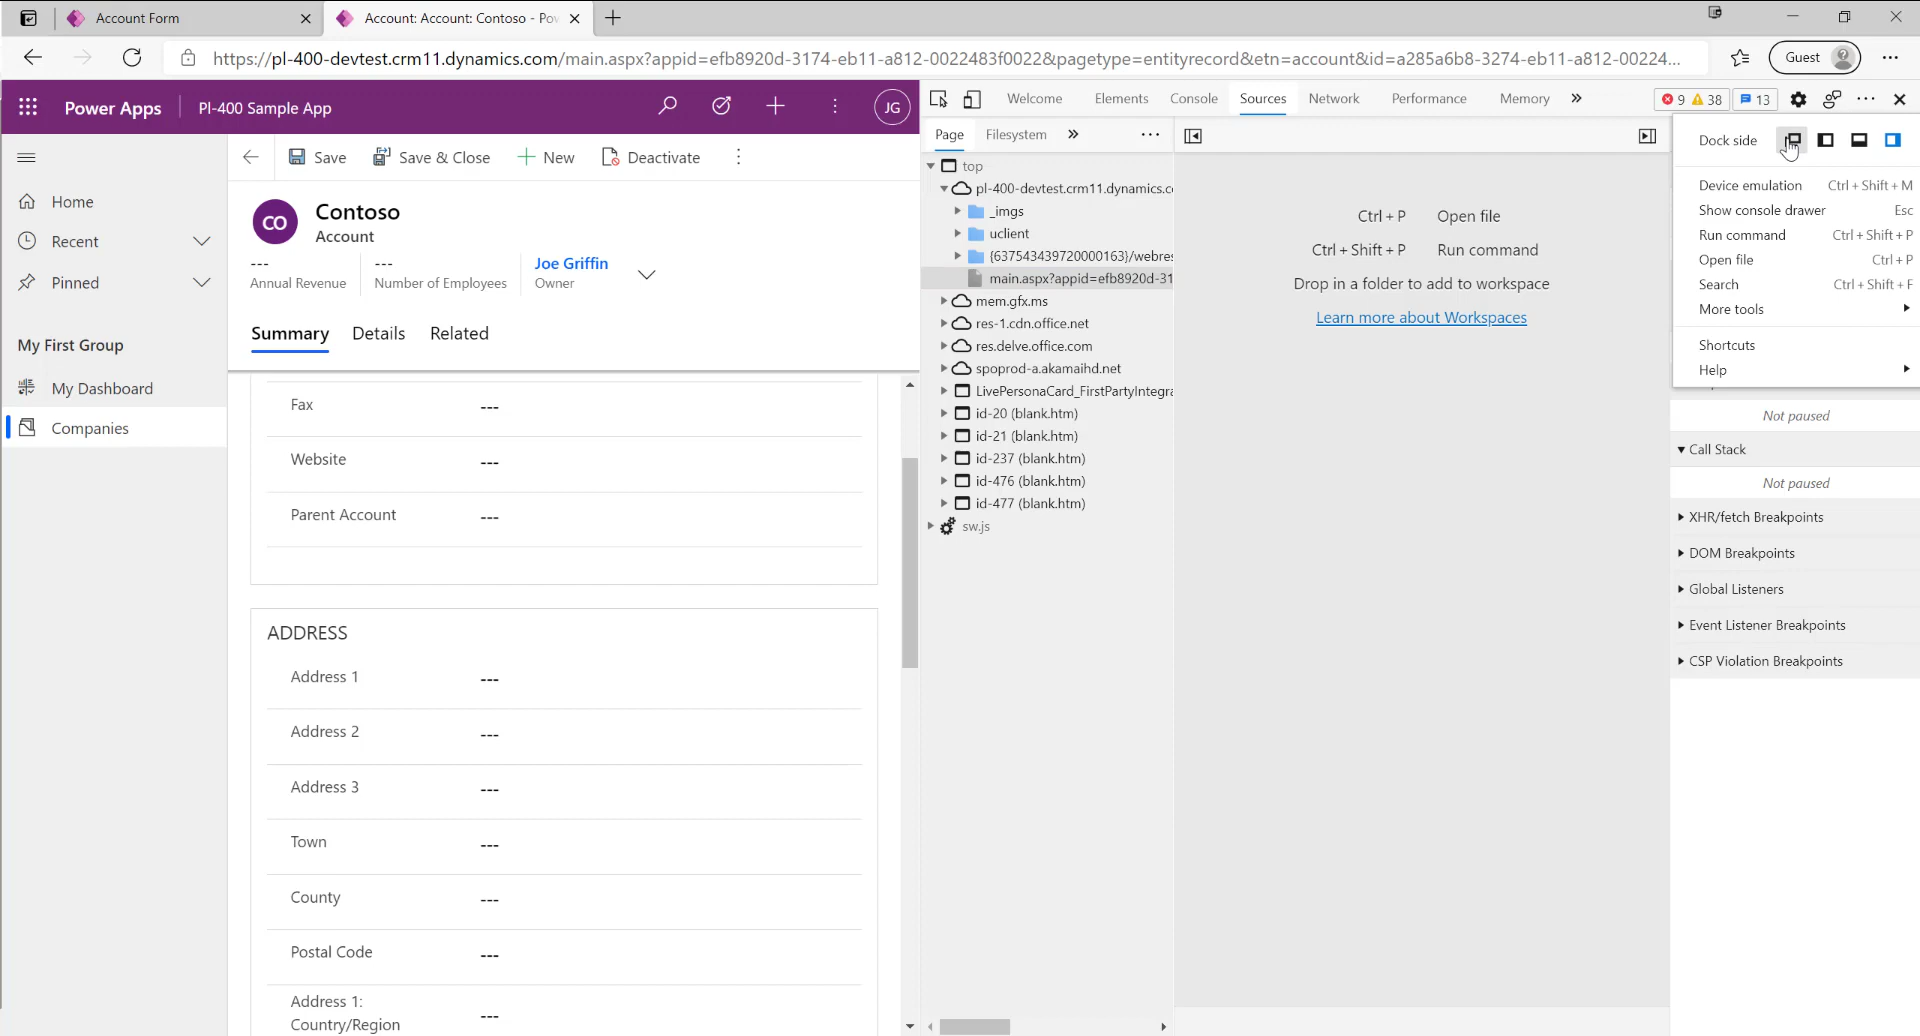 Account Form
Account: Account: Contoso - Pov
https://pl-400-devtest.crm11.dynamics.com/main.aspx?appid=efb8920d-3174-eb11-a812-0022483f0022&pagetype=entityrecord&etn=account&id=a285a6b8-3274-eb11-a812-00224...
Guest
Power Apps
Pl-400 Sample App
JG
Home
Recent
Pinned
My First Group
My Dashboard
Companies
Save
Save & Close
New
Deactivate
CO
Contoso
Account
---
Annual Revenue
---
Number of Employees
Joe Griffin
Owner
Summary
Details
Related
Fax
---
Website
---
Parent Account
---
ADDRESS
Address 1
---
Address 2
---
Address 3
---
Town
---
County
---
Postal Code
---
Address 1:
Country/Region
---
Welcome
Elements
Console
Sources
Network
Performance
Memory
9
38
13
Page
Filesystem
top
pl-400-devtest.crm11.dynamics.c
_imgs
uclient
{637543439720000163}/webres
main.aspx?appid=efb8920d-31
mem.gfx.ms
res-1.cdn.office.net
res.delve.office.com
spoprod-a.akamaihd.net
LivePersonaCard_FirstPartyIntegra
id-20 (blank.htm)
id-21 (blank.htm)
id-237 (blank.htm)
id-476 (blank.htm)
id-477 (blank.htm)
sw.js
Ctrl + P Open file
Ctrl + Shift + P Run command
Drop in a folder to add to workspace
Learn more about Workspaces
Dock side
Device emulation Ctrl + Shift + M
Show console drawer Esc
Run command Ctrl + Shift + P
Open file Ctrl + P
Search Ctrl + Shift + F
More tools
Shortcuts
Help
Not paused
Call Stack
Not paused
XHR/fetch Breakpoints
DOM Breakpoints
Global Listeners
Event Listener Breakpoints
CSP Violation Breakpoints